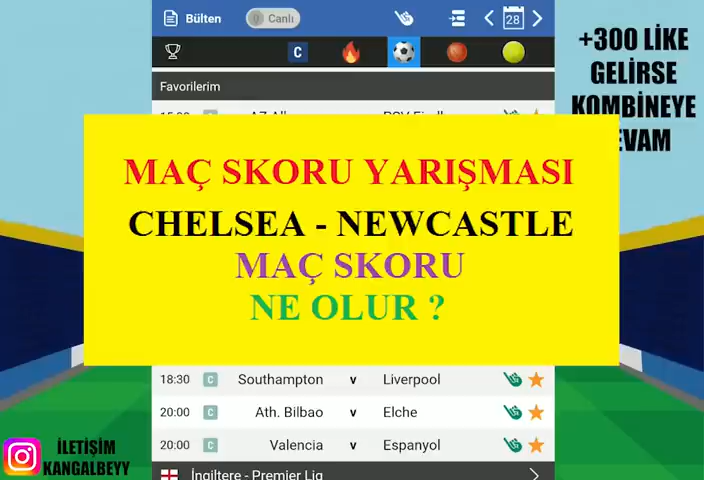 Bülten
Canlı
28
+300 LİKE
GELİRSE
KOMBİNEYE
C
Favorilerim
MAÇ SKORU YARIŞMASI
CHELSEA - NEWCASTLE
MAÇ SKORU
NE OLUR ?
18:30 C Southampton v Liverpool
20:00 C Ath. Bilbao v Elche
20:00 C Valencia v Espanyol
İngiltere - Premier Lig
İLETİŞİM
KANGALBEYY